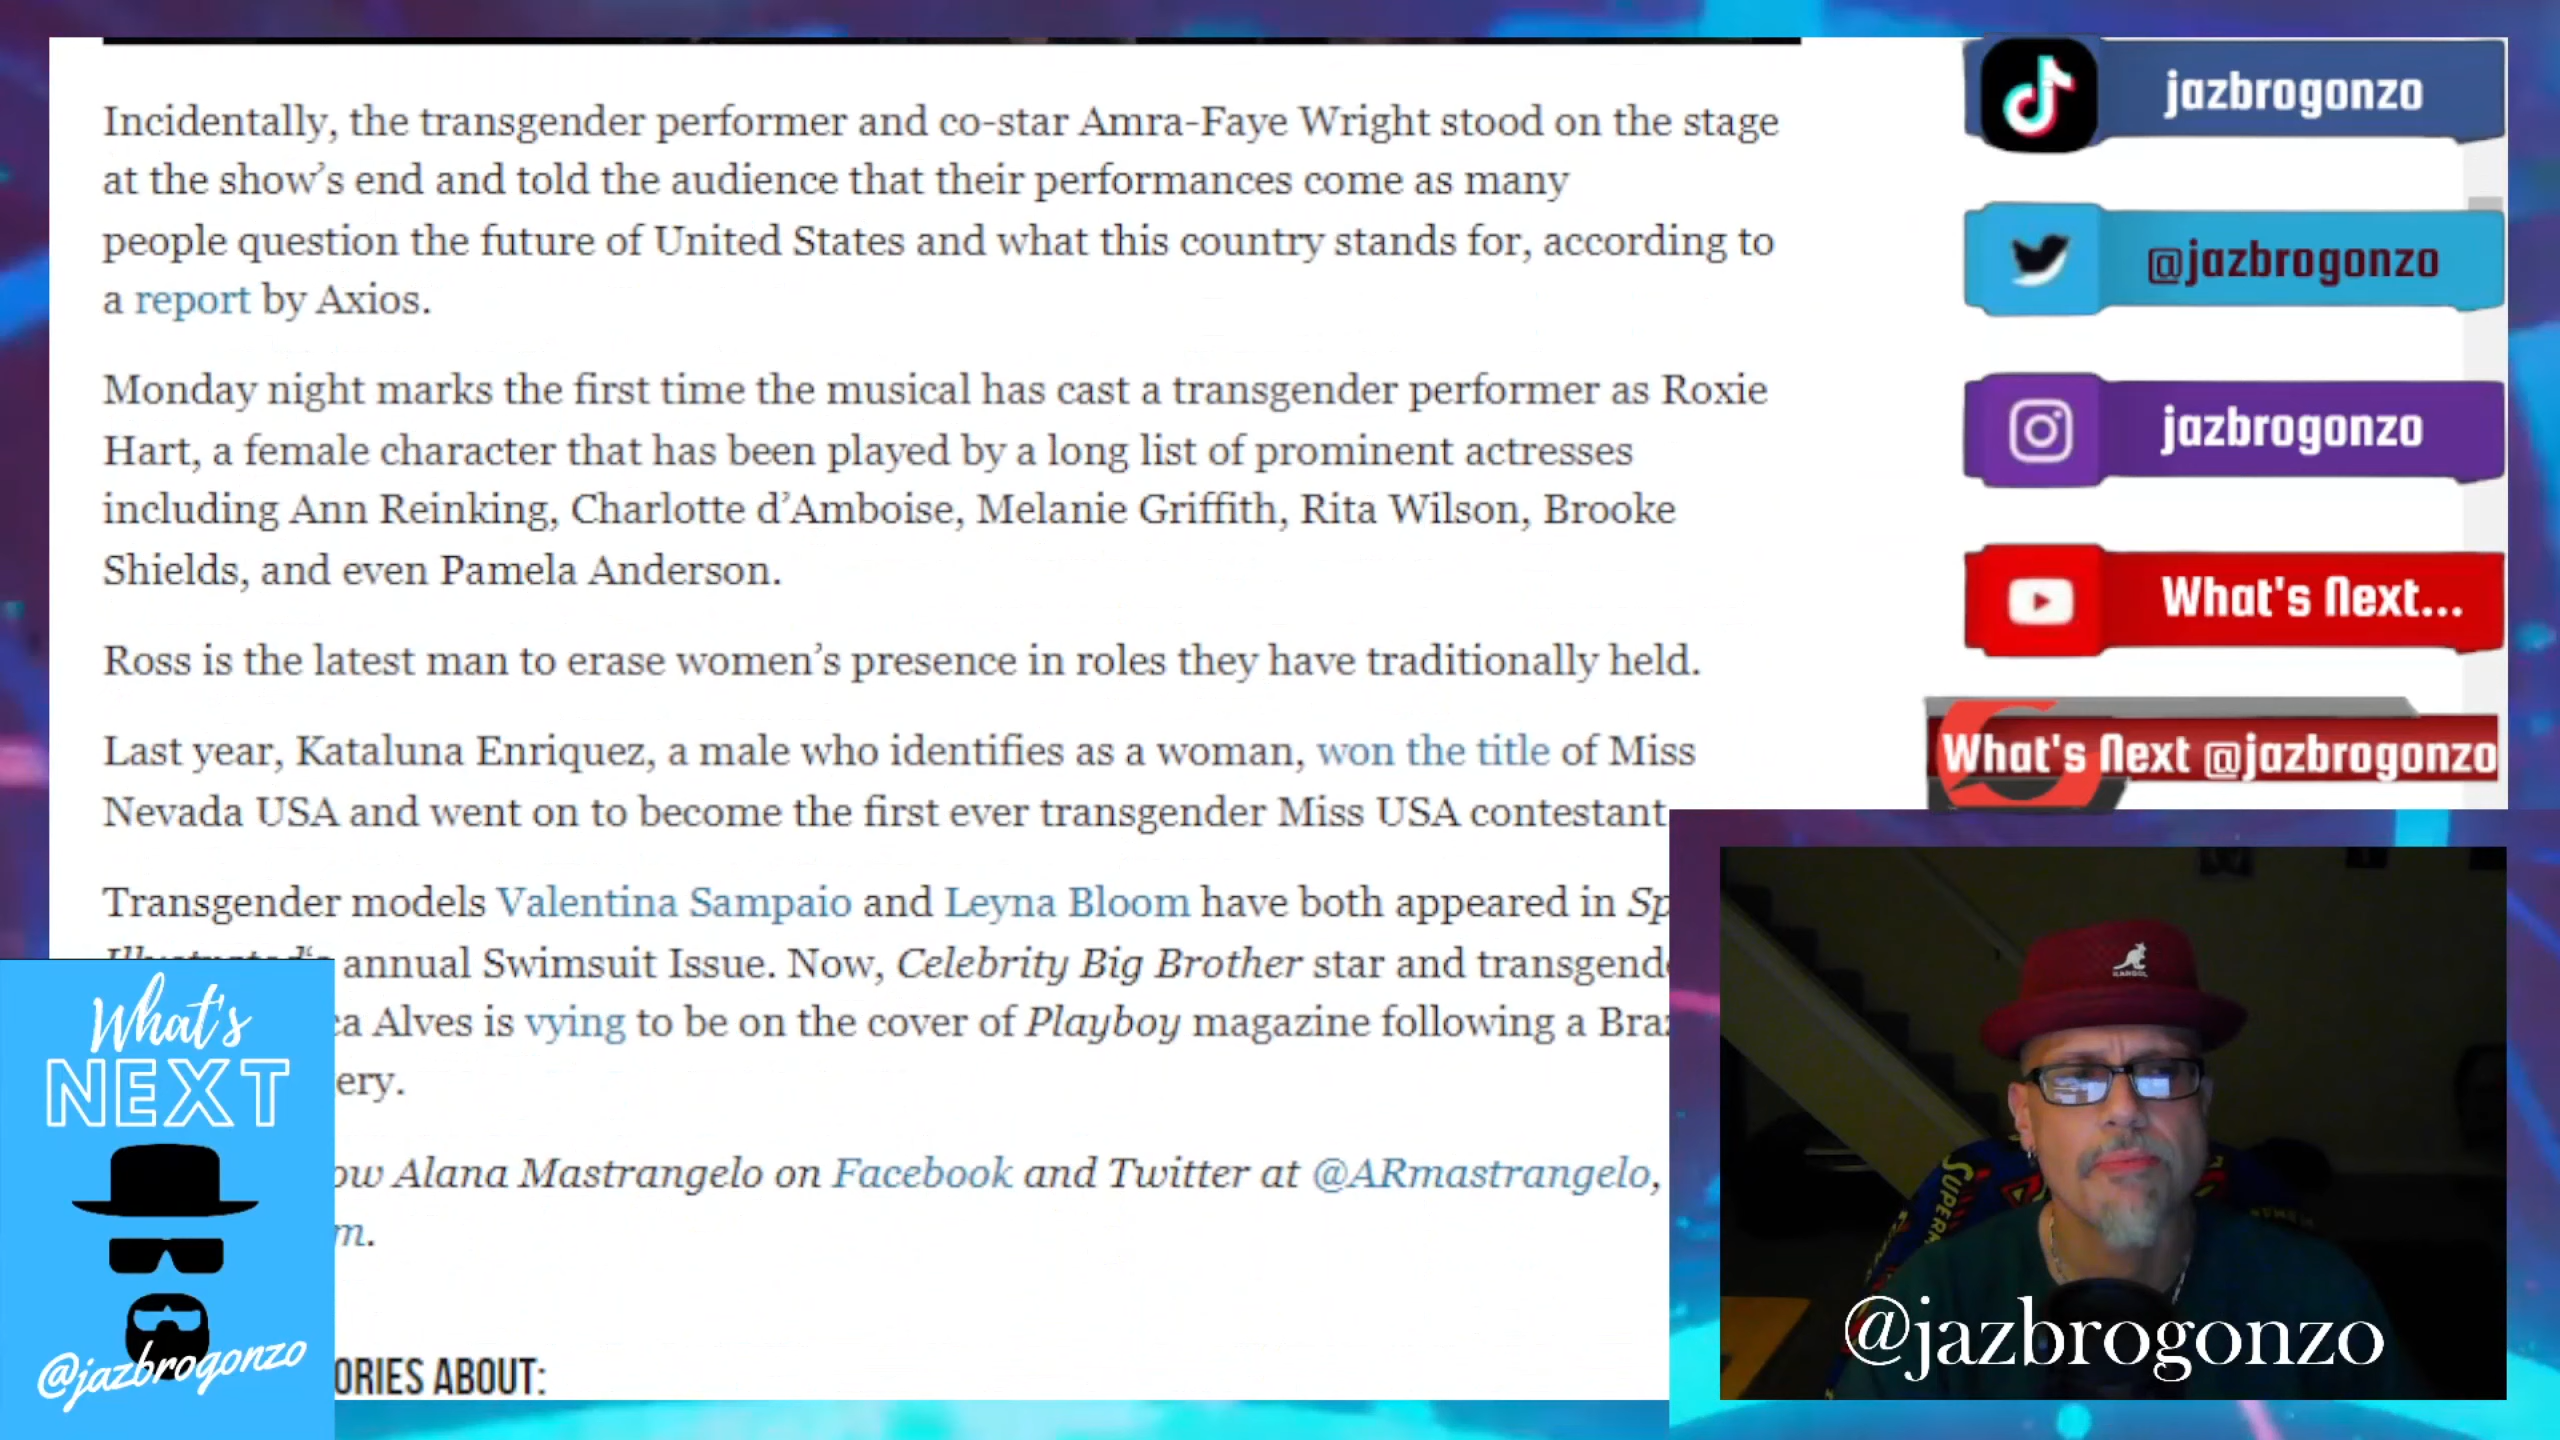 Incidentally, the transgender performer and co-star Amra-Faye Wright stood on the stage
at the show’s end and told the audience that their performances come as many
people question the future of United States and what this country stands for, according to
a report by Axios.
Monday night marks the first time the musical has cast a transgender performer as Roxie
Hart, a female character that has been played by a long list of prominent actresses
including Ann Reinking, Charlotte d’Amboise, Melanie Griffith, Rita Wilson, Brooke
Shields, and even Pamela Anderson.
Ross is the latest man to erase women’s presence in roles they have traditionally held.
Last year, Kataluna Enriquez, a male who identifies as a woman, won the title of Miss
Nevada USA and went on to become the first ever transgender Miss USA contestant
Transgender models Valentina Sampaio and Leyna Bloom have both appeared in Sp
annual Swimsuit Issue. Now, Celebrity Big Brother star and transgend
ca Alves is vying to be on the cover of Playboy magazine following a Bra
ery.
ow Alana Mastrangelo on Facebook and Twitter at @ARmastrangelo,
m.
ORIES ABOUT:
jazbrogonzo
@jazbrogonzo
jazbrogonzo
What's Next...
What's Next @jazbrogonzo
What's
NEXT
@jazbrogonzo
KANGOL
SUPERM
@jazbrogonzo